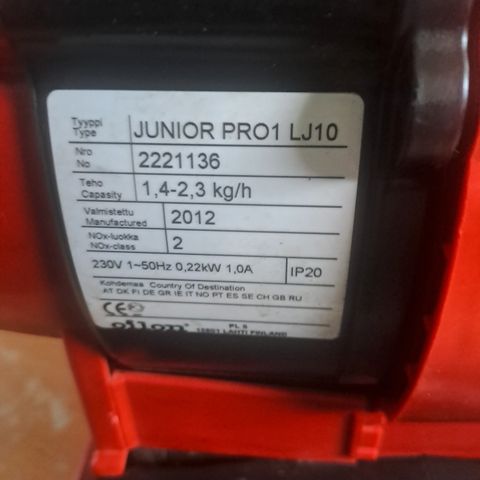 Tyyppi
Type JUNIOR PRO1 LJ10
Nro
No 2221136
Teho
Capasity 1,4-2,3 kg/h
Valmistettu
Manufactured 2012
NOx-luokka
NOx-class 2
230V 1~50Hz 0,22kW 1,0A IP20
Kohdemaa Country Of Destination
AT DK FI DE GR IE IT NO PT ES SE CH GB RU
CE
oilon PL 5
15801 LAHTI FINLAND